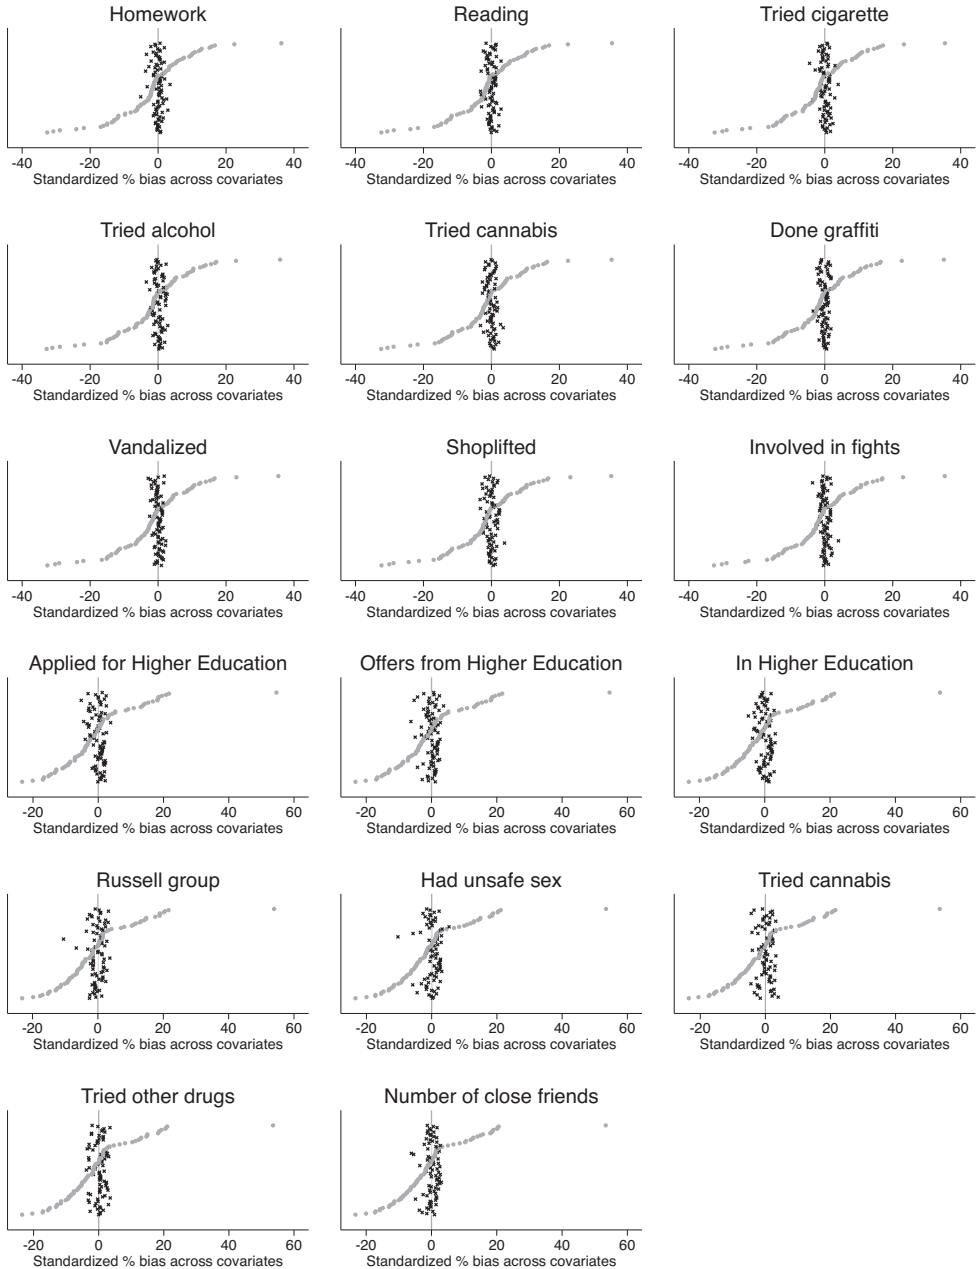 Homework Reading Tried cigarette
-40 -20 0 20 40 -40 -20 0 20 40 -40 -20 0 20 40
Standardized % bias across covariates Standardized % bias across covariates Standardized % bias across covariates
Tried alcohol Tried cannabis Done graffiti
-40 -20 0 20 40 -40 -20 0 20 40 -40 -20 0 20 40
Standardized % bias across covariates Standardized % bias across covariates Standardized % bias across covariates
Vandalized Shoplifted Involved in fights
-40 -20 0 20 40 -40 -20 0 20 40 -40 -20 0 20 40
Standardized % bias across covariates Standardized % bias across covariates Standardized % bias across covariates
Applied for Higher Education Offers from Higher Education In Higher Education
-20 0 20 40 60 -20 0 20 40 60 -20 0 20 40 60
Standardized % bias across covariates Standardized % bias across covariates Standardized % bias across covariates
Russell group Had unsafe sex Tried cannabis
-20 0 20 40 60 -20 0 20 40 60 -20 0 20 40 60
Standardized % bias across covariates Standardized % bias across covariates Standardized % bias across covariates
Tried other drugs Number of close friends
-20 0 20 40 60 -20 0 20 40 60
Standardized % bias across covariates Standardized % bias across covariates